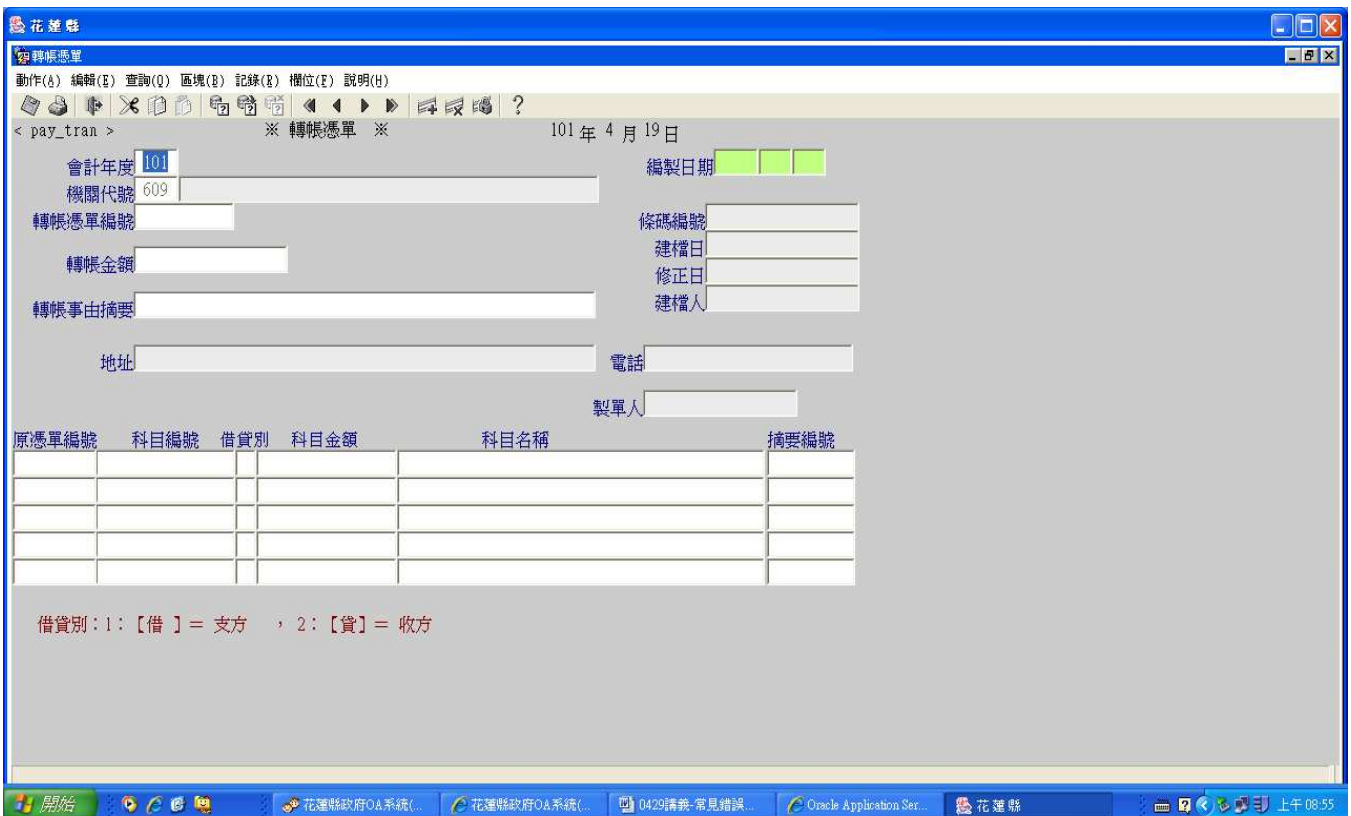 花蓮縣
轉帳憑單
動作(A) 編輯(E) 查詢(Q) 區塊(B) 記錄(R) 欄位(F) 說明(H)
< pay_tran > ※ 轉帳憑單 ※ 101 年 4 月 19 日
會計年度 101 編製日期
機關代號 609
轉帳憑單編號 條碼編號
建檔日
轉帳金額
修正日
轉帳事由摘要 建檔人
地址 電話
製單人
原憑單編號 科目編號 借貸別 科目金額 科目名稱 摘要編號
借貸別：1：【借 】＝ 支方 ，2：【貸】＝ 收方
開始 花蓮縣政府OA系統(... 花蓮縣政府OA系統(... 0429講義-常見錯誤... Oracle Application Ser... 花蓮縣 上午 08:55